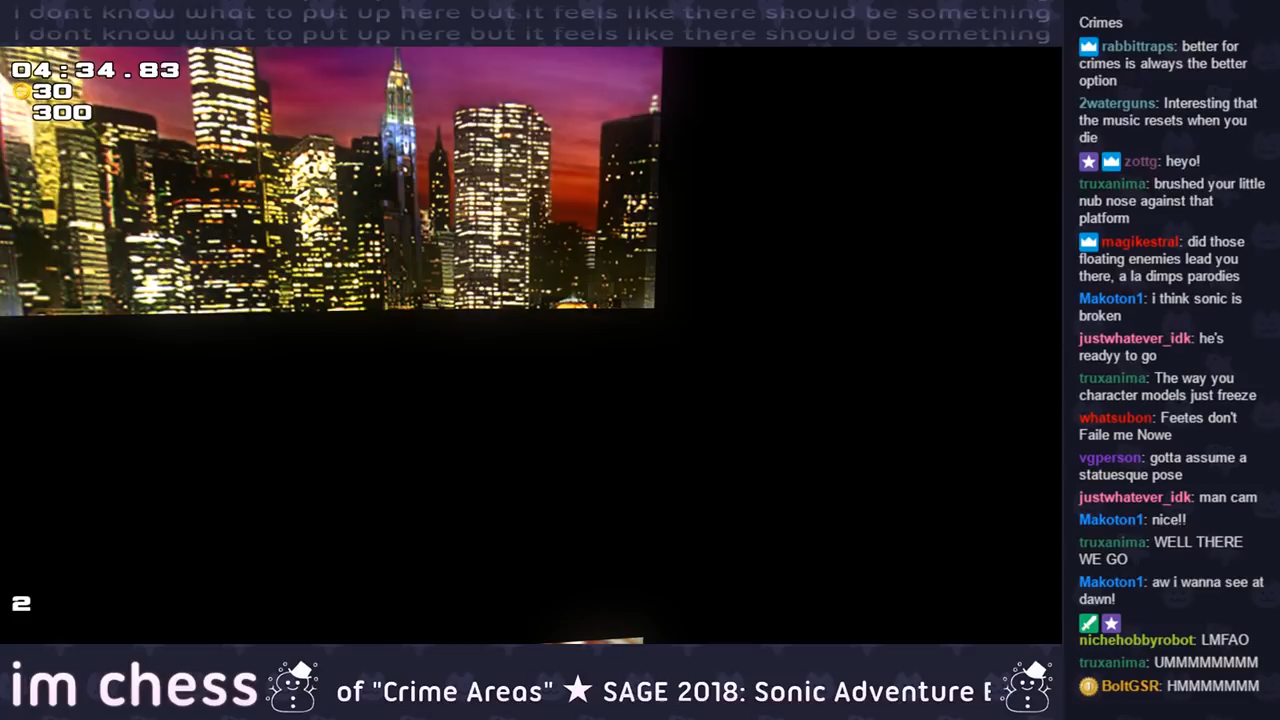 i dont know what to put up here but it feels like there should be something
i dont know what to put up here but it feels like there should be something
04:34.83
30
300
2
im chess
of "Crime Areas" ★ SAGE 2018: Sonic Adventure
Crimes
rabbittraps: better for
crimes is always the better
option
2waterguns: Interesting that
the music resets when you
die
zottg: heyo!
truxanima: brushed your little
nub nose against that
platform
magikestral: did those
floating enemies lead you
there, a la dimps parodies
Makoton1: i think sonic is
broken
justwhatever_idk: he's
readyy to go
truxanima: The way you
character models just freeze
whatsubon: Feetes don't
Faile me Nowe
vgperson: gotta assume a
statuesque pose
justwhatever_idk: man cam
Makoton1: nice!!
truxanima: WELL THERE
WE GO
Makoton1: aw i wanna see at
dawn!
nichehobbyrobot: LMFAO
truxanima: UMMMMMMMM
BoltGSR: HMMMMMMM